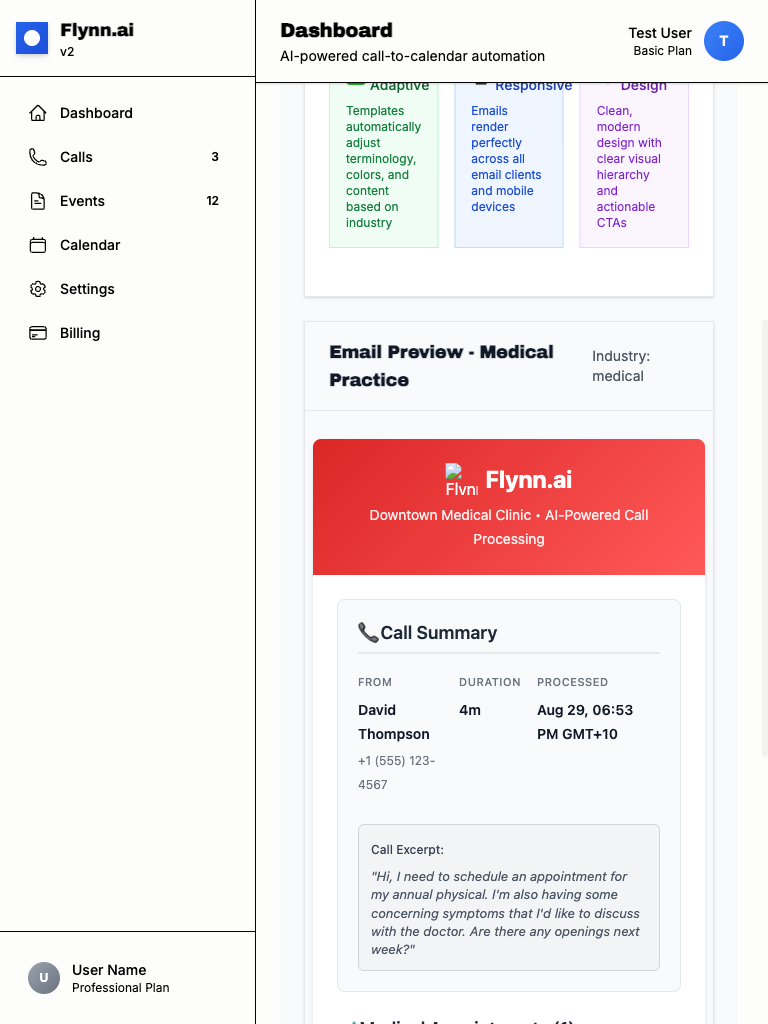 Flynn.ai
v2
Dashboard
Calls 3
Events 12
Calendar
Settings
Billing
U
User Name
Professional Plan
Dashboard
AI-powered call-to-calendar automation
Test User
Basic Plan
T
Adaptive
Templates
automatically
adjust
terminology,
colors, and
content
based on
industry
Responsive
Emails
render
perfectly
across all
email clients
and mobile
devices
Design
Clean,
modern
design with
clear visual
hierarchy
and
actionable
CTAs
Email Preview - Medical
Practice
Industry:
medical
Flynn.ai
Downtown Medical Clinic • AI-Powered Call
Processing
Call Summary
FROM
David
Thompson
+1 (555) 123-
4567
DURATION
4m
PROCESSED
Aug 29, 06:53
PM GMT+10
Call Excerpt:
"Hi, I need to schedule an appointment for
my annual physical. I'm also having some
concerning symptoms that I'd like to discuss
with the doctor. Are there any openings next
week?"